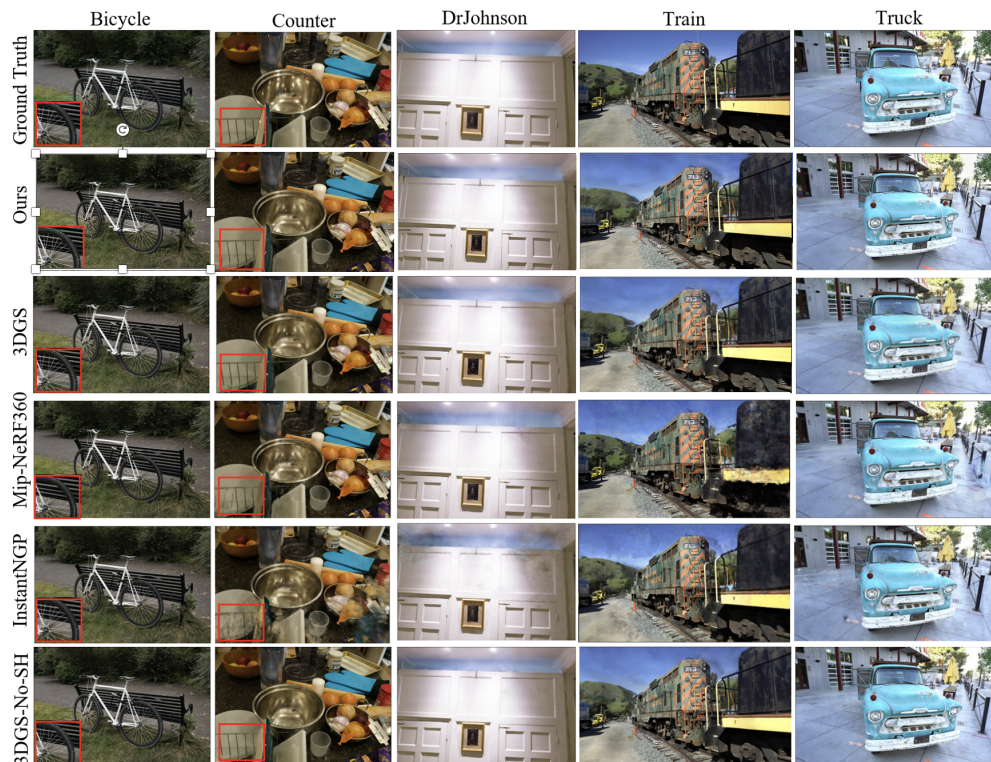 Bicycle
Counter
DrJohnson
Train
Truck
Ground Truth
Ours
3DGS
Mip-NeRF360
InstantNGP
3DGS-No-SH